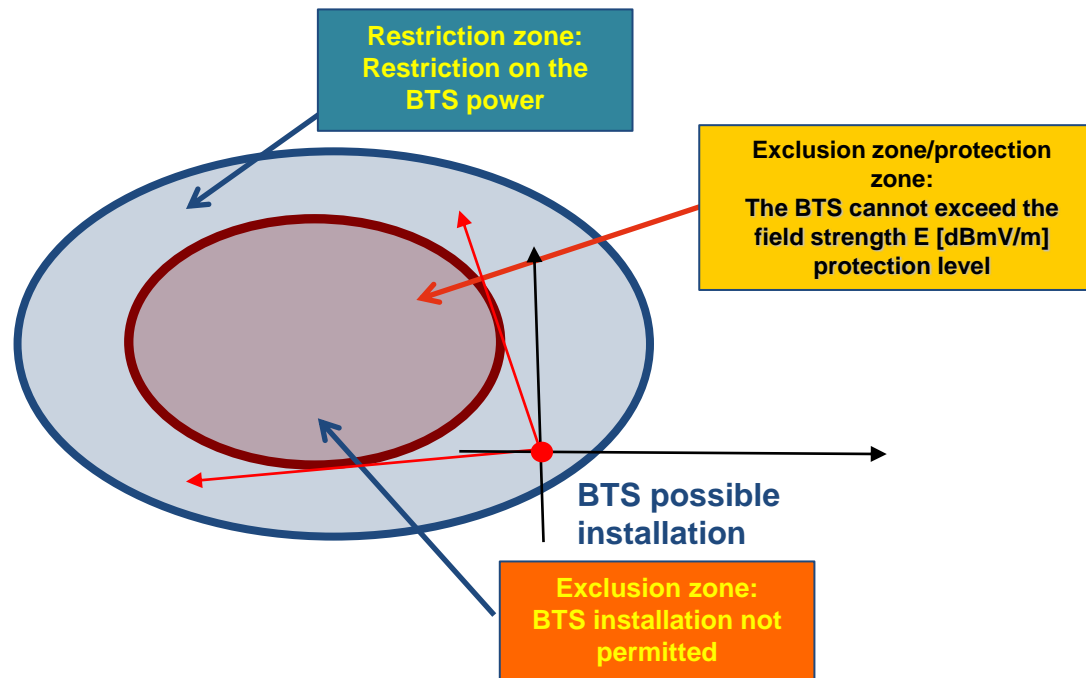 Restriction zone:
Restriction on the
BTS power
Exclusion zone/protection
zone:
The BTS cannot exceed the
field strength E [dBmV/m]
protection level
BTS possible
installation
Exclusion zone:
BTS installation not
permitted